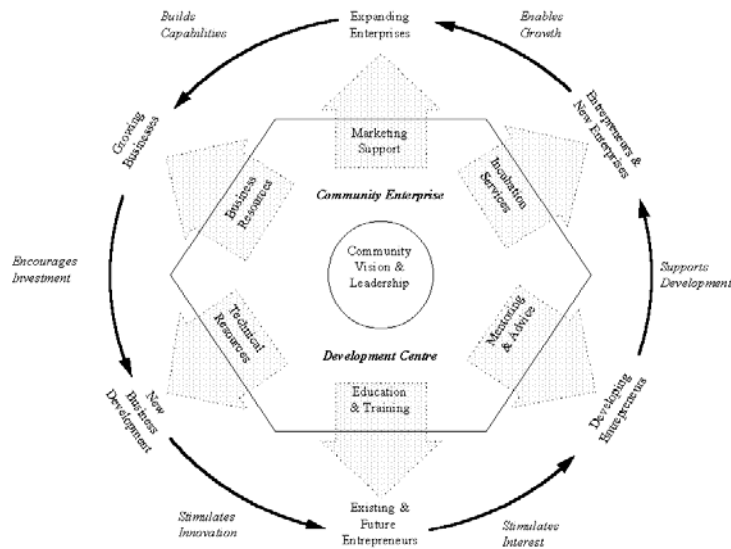 Builds
Capabilities
Expanding
Enterprises
Enables
Growth
Growing
Businesses
Entrepreneurs &
New Enterprises
Marketing
Support
Business
Resources
Incubation
Services
Community Enterprise
Community
Vision &
Leadership
Encourages
Investment
Supports
Development
Technical
Resources
Mentoring
& Advice
Development Centre
Education
& Training
New
Business
Development
Developing
Entrepreneurs
Stimulates
Innovation
Existing &
Future
Entrepreneurs
Stimulates
Interest